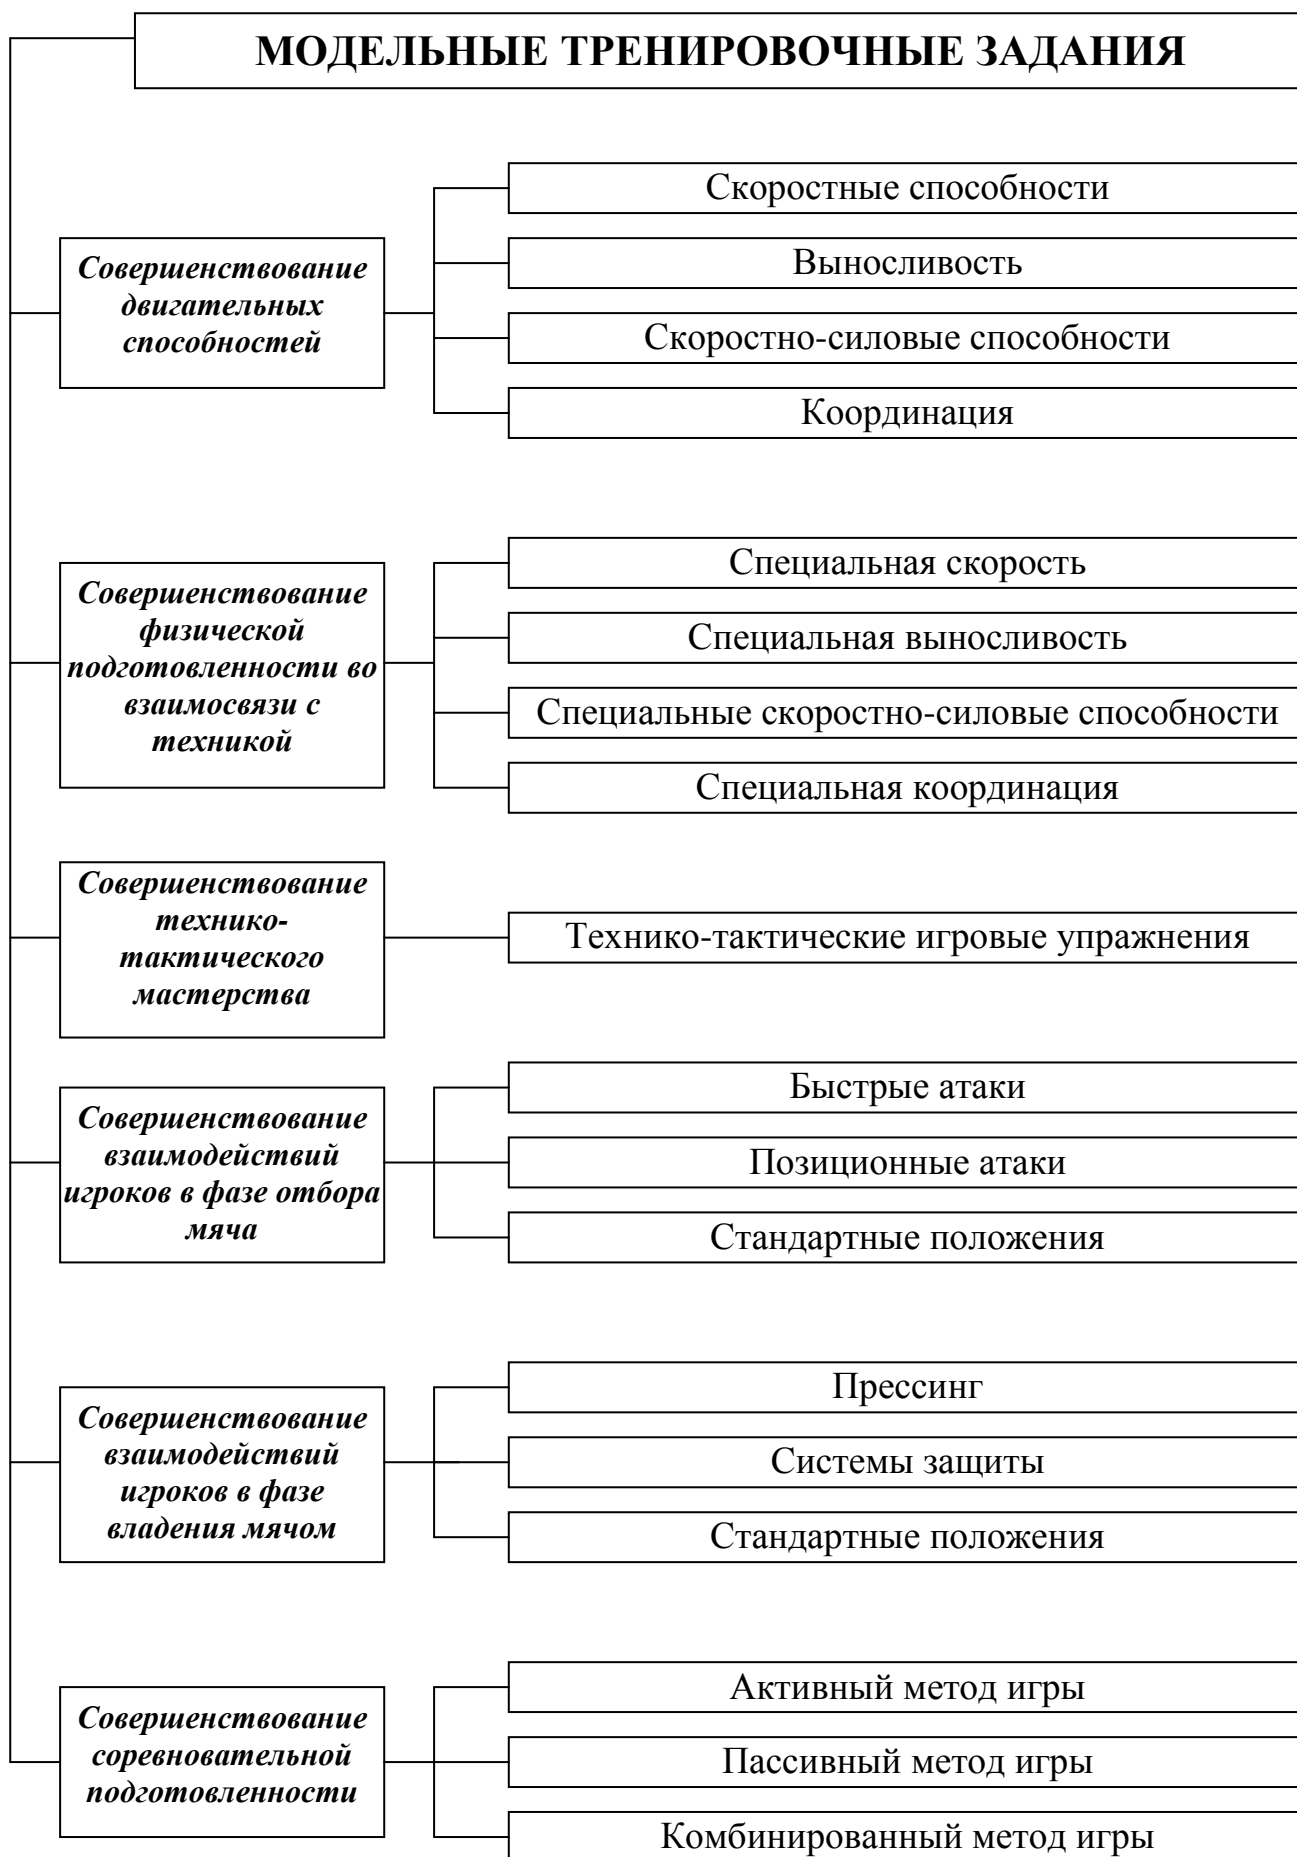 МОДЕЛЬНЫЕ ТРЕНИРОВОЧНЫЕ ЗАДАНИЯ
Совершенствование
двигательных
способностей
Скоростные способности
Выносливость
Скоростно-силовые способности
Координация
Совершенствование
физической
подготовленности во
взаимосвязи с
техникой
Специальная скорость
Специальная выносливость
Специальные скоростно-силовые способности
Специальная координация
Совершенствование
технико-
тактического
мастерства
Технико-тактические игровые упражнения
Совершенствование
взаимодействий
игроков в фазе отбора
мяча
Быстрые атаки
Позиционные атаки
Стандартные положения
Совершенствование
взаимодействий
игроков в фазе
владения мячом
Прессинг
Системы защиты
Стандартные положения
Совершенствование
соревновательной
подготовленности
Активный метод игры
Пассивный метод игры
Комбинированный метод игры